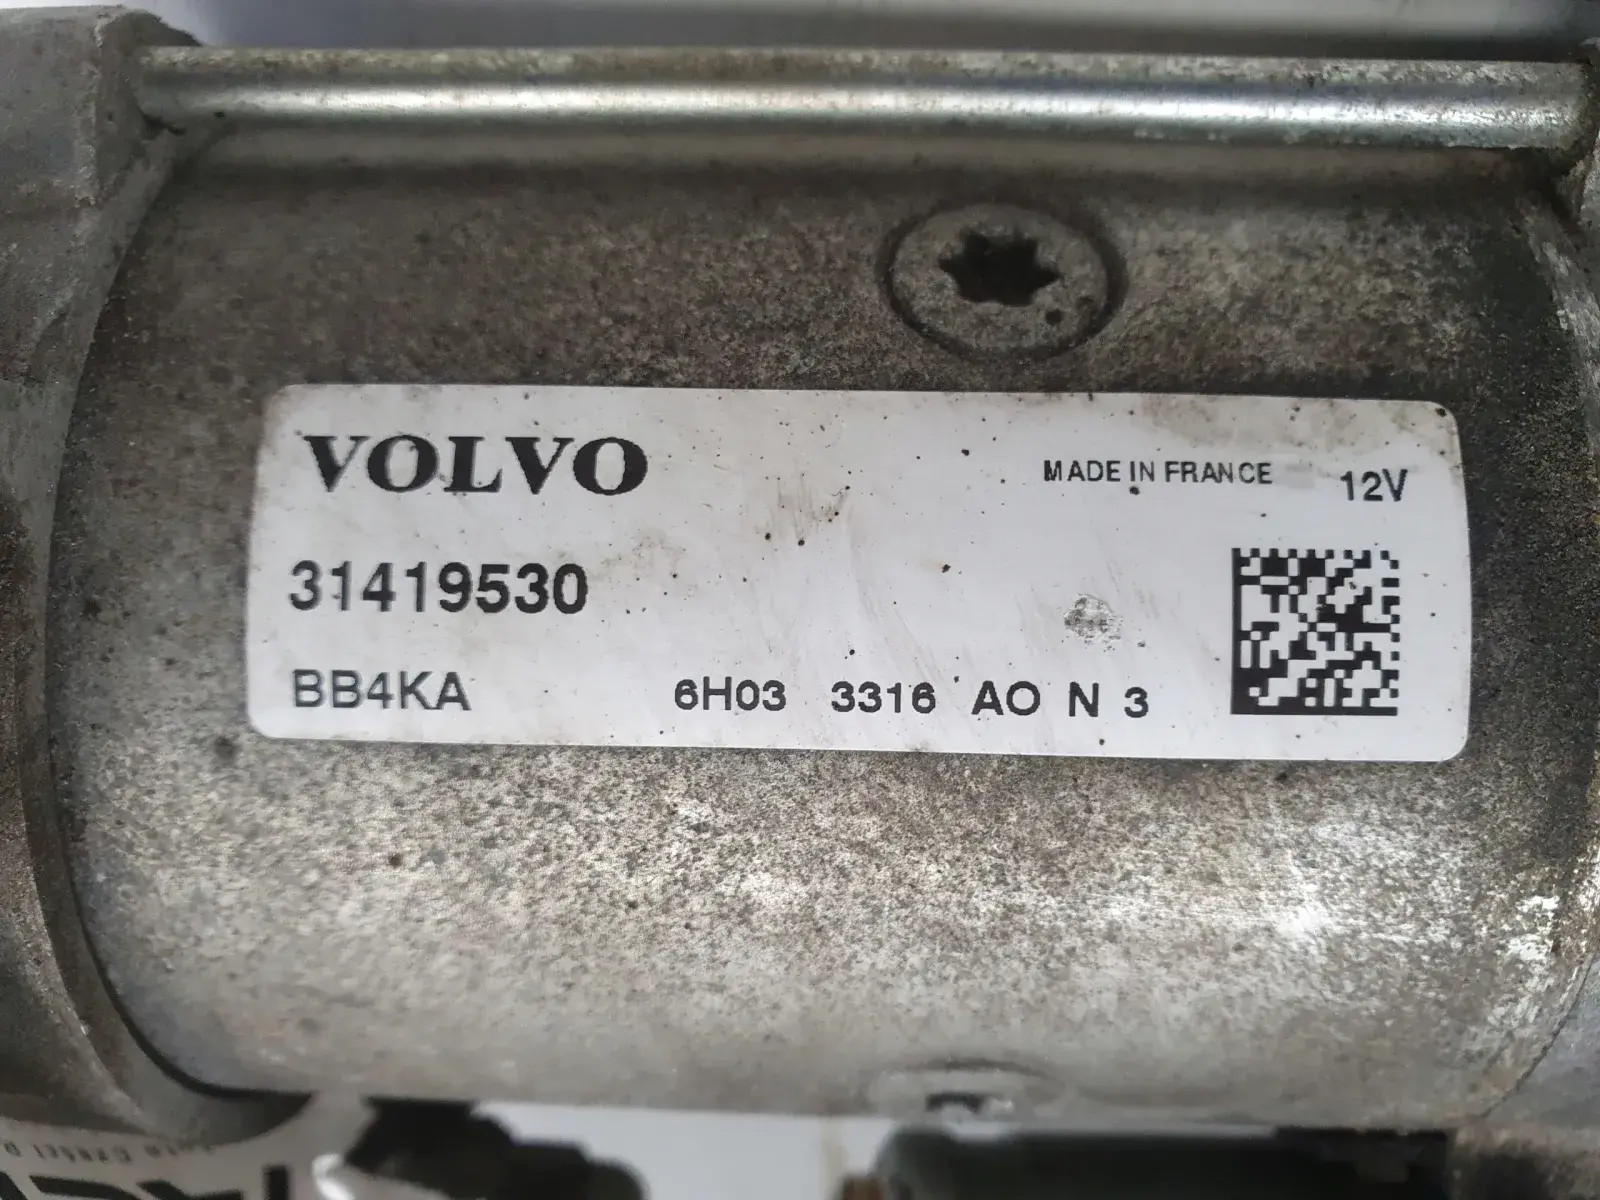 VOLVO
MADE IN FRANCE 12V
31419530
BB4KA 6H03 3316 AO N 3